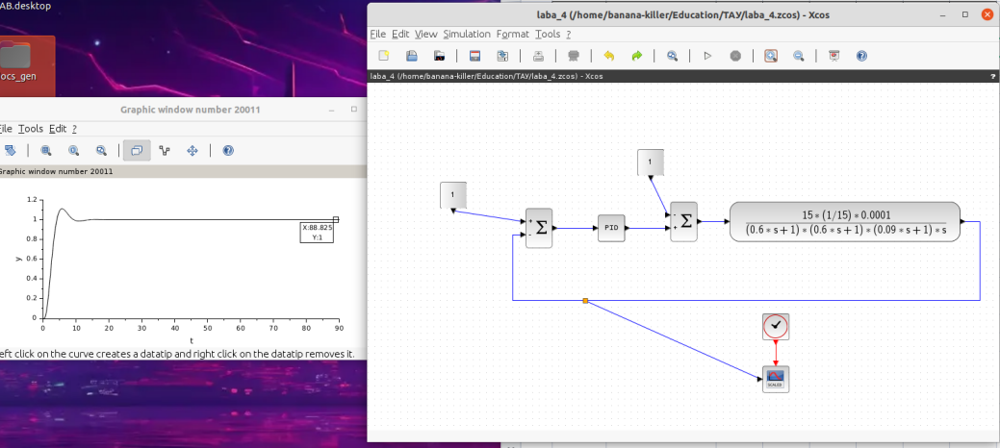 AB.desktop
ocs_gen
Graphic window number 20011
File Tools Edit ?
Graphic window number 20011
1.2
1
0.8
0.6
0.4
0.2
0
y
X:88.825
Y:1
0 10 20 30 40 50 60 70 80 90
t
eft click on the curve creates a datatip and right click on the datatip removes it.
laba_4 (/home/banana-killer/Education/ТАУ/laba_4.zcos) - Xcos
File Edit View Simulation Format Tools ?
laba_4 (/home/banana-killer/Education/ТАУ/laba_4.zcos) - Xcos
?
1
1
+
-
Σ
PID
-
+
Σ
15*(1/15)*0.0001
(0.6*s+1)*(0.6*s+1)*(0.09*s+1)*s